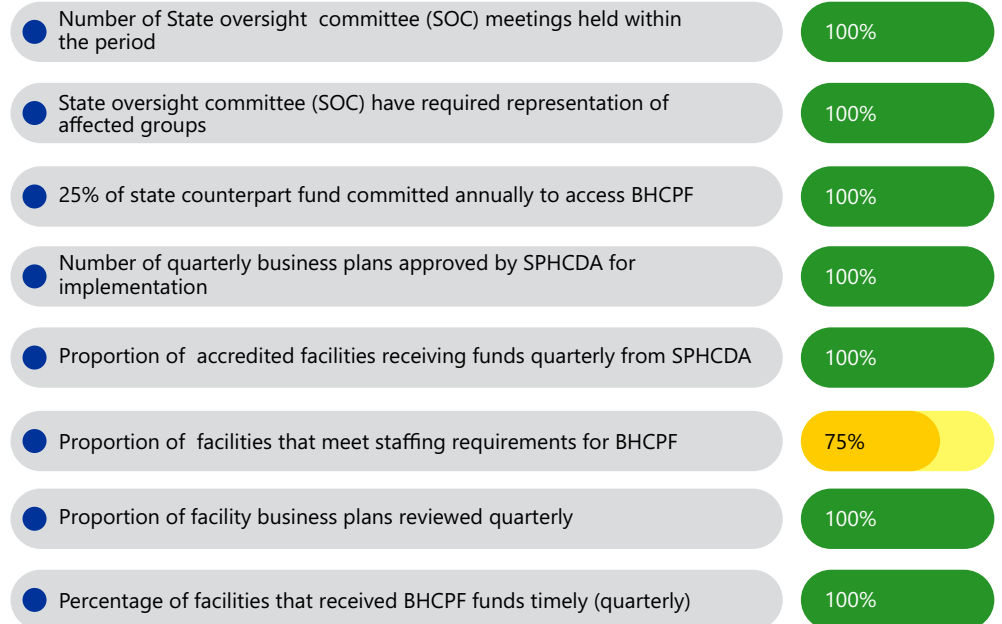 Number of State oversight  committee (SOC) meetings held within
the period
100%
State oversight committee (SOC) have required representation of
affected groups
100%
25% of state counterpart fund committed annually to access BHCPF
100%
Number of quarterly business plans approved by SPHCDA for
implementation
100%
Proportion of  accredited facilities receiving funds quarterly from SPHCDA
100%
Proportion of  facilities that meet staffing requirements for BHCPF
75%
Proportion of facility business plans reviewed quarterly
100%
Percentage of facilities that received BHCPF funds timely (quarterly)
100%